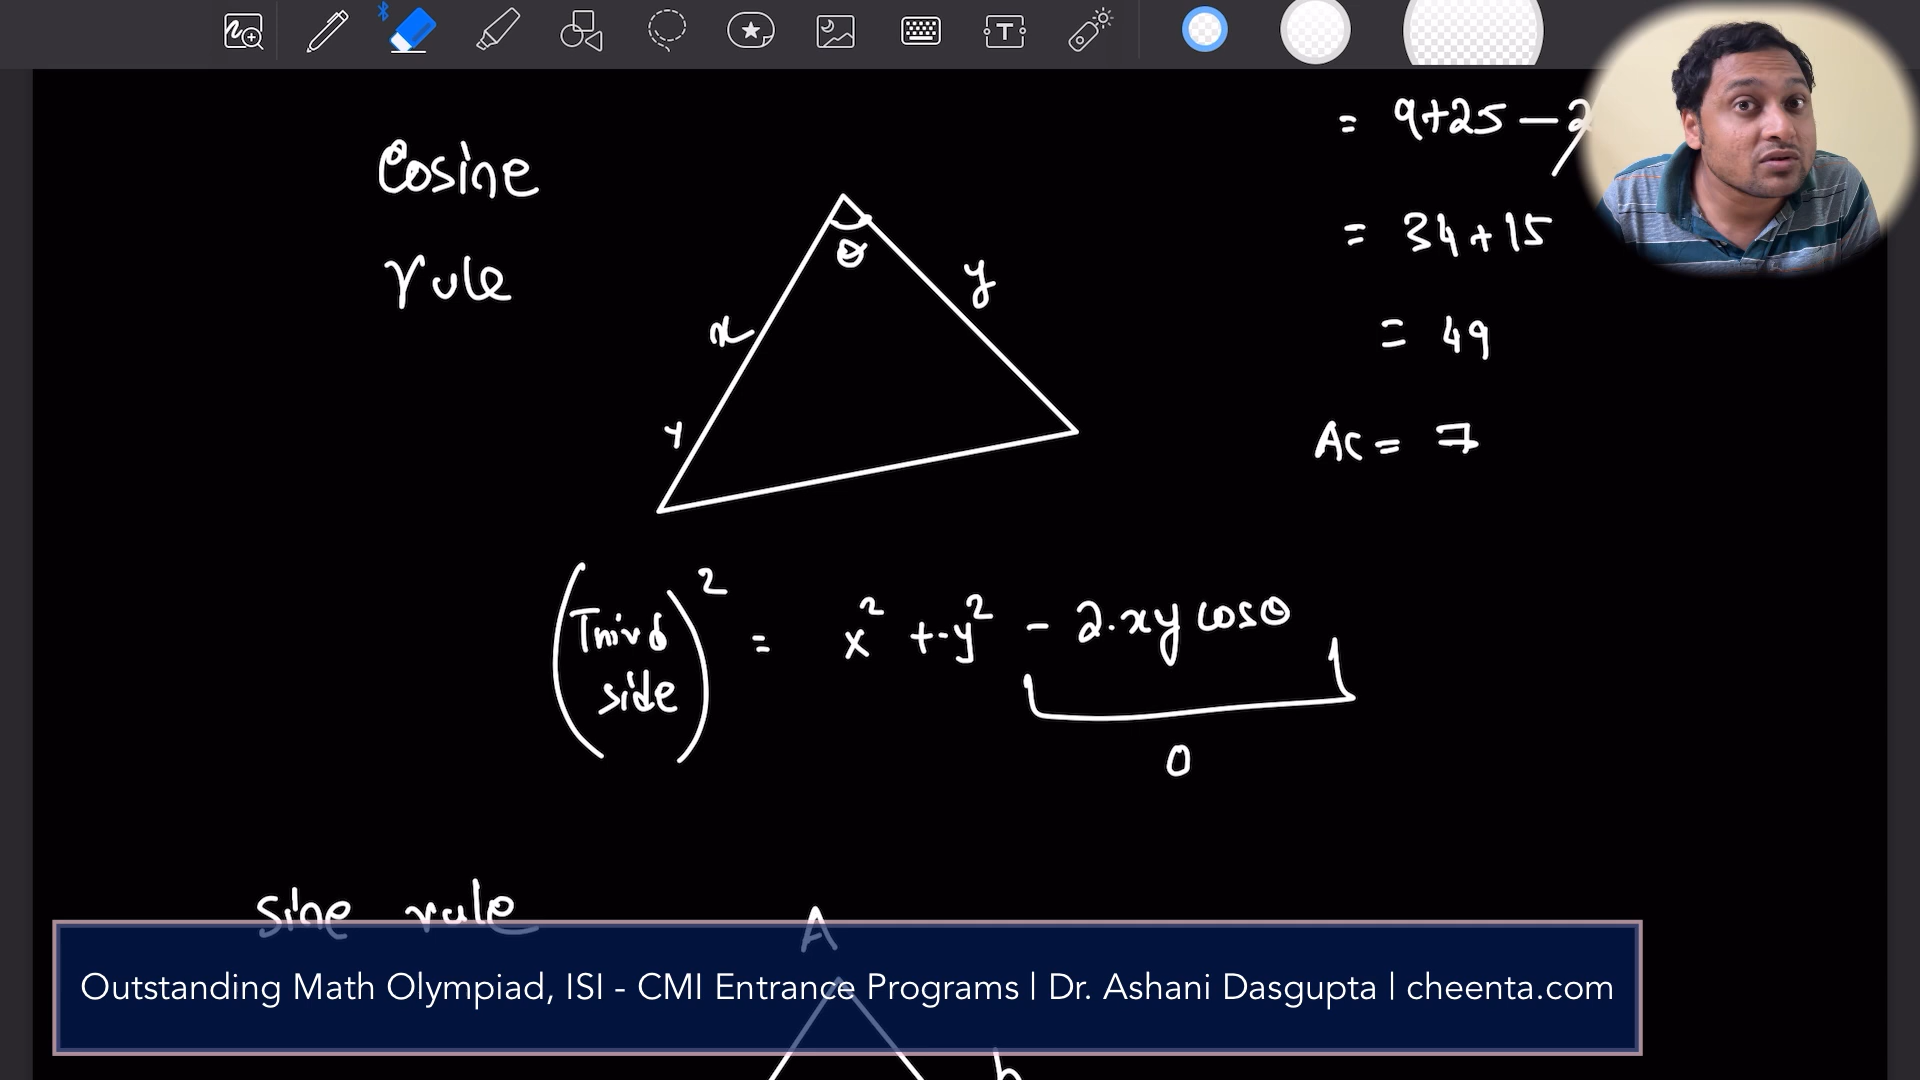 Cosine
rule
θ
x
y
= 9+25 – 2
= 34 + 15
= 49
AC = 7
(Third side)² = x² + y² - 2.xy cosθ
0
sine rule
A
b
Outstanding Math Olympiad, ISI - CMI Entrance Programs | Dr. Ashani Dasgupta | cheenta.com